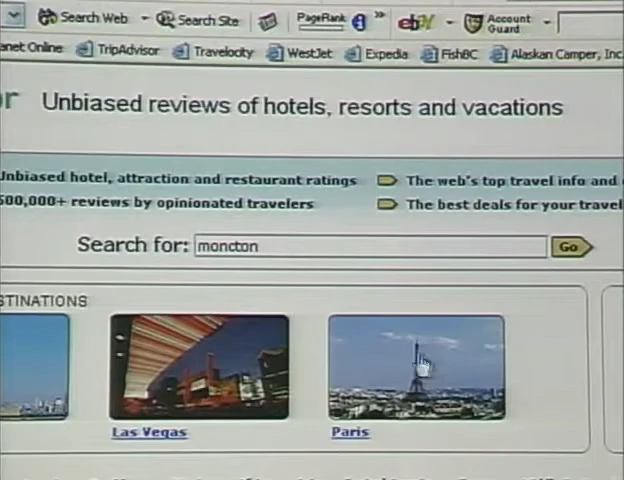 Search Web Search Site PageRank ebY Account Guard
anet Online TripAdvisor Travelocity WestJet Expedia FishBC Alaskan Camper, Inc.
or Unbiased reviews of hotels, resorts and vacations
Unbiased hotel, attraction and restaurant ratings The web's top travel info and
500,000+ reviews by opinionated travelers The best deals for your travel
Search for: moncton Go
STINATIONS
Las Vegas Paris